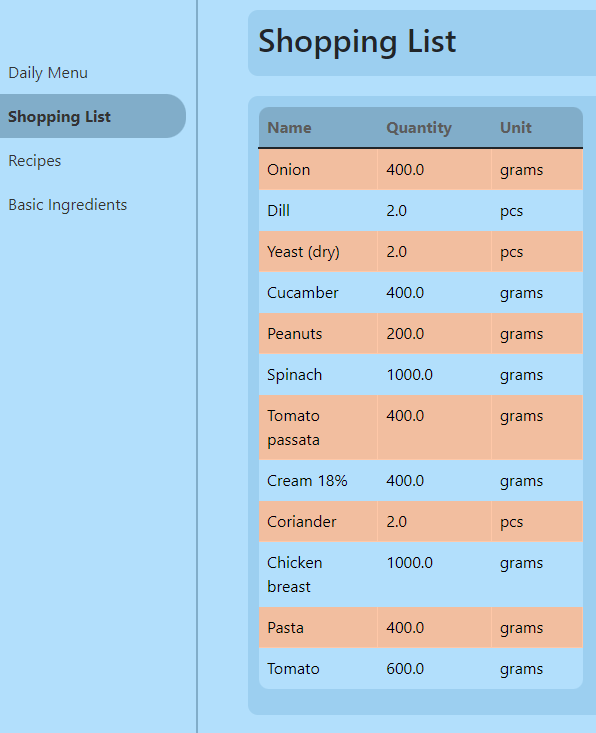 Shopping List
Daily Menu
Shopping List
Recipes
Basic Ingredients
Name Quantity Unit
Onion 400.0 grams
Dill 2.0 pcs
Yeast (dry) 2.0 pcs
Cucamber 400.0 grams
Peanuts 200.0 grams
Spinach 1000.0 grams
Tomato 400.0 grams
passata
Cream 18% 400.0 grams
Coriander 2.0 pcs
Chicken 1000.0 grams
breast
Pasta 400.0 grams
Tomato 600.0 grams